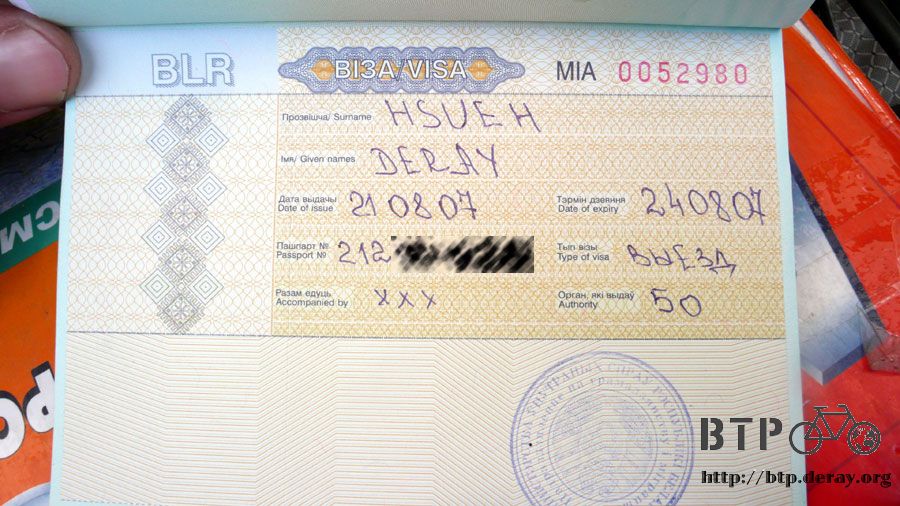 BLR
ВІЗА/VISA
MIA 0052980
Прозвішча/ Surname HSUEH
Імя/ Given names DERAY
Дата выдачы
Date of issue 210807
Тэрмін дзеяння
Date of expiry 240807
Пашпарт №
Passport № 212
Тып візы
Type of visa ВЫЕЗД
Разам едуць
Accompanied by xxx
Орган, які выдаў
Authority 50
BTP
http://btp.deray.org